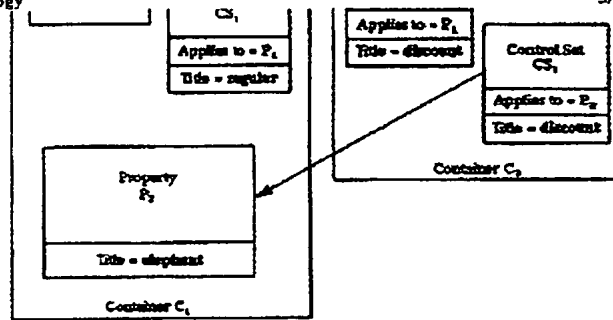 CS₁
Applies to = P₁
Title = regular
Applies to = P₁
Title = discount
Control Set
CS₁
Applies to = P₂
Title = discount
Container C₂
Property
P₂
Title = elephant
Container C₁